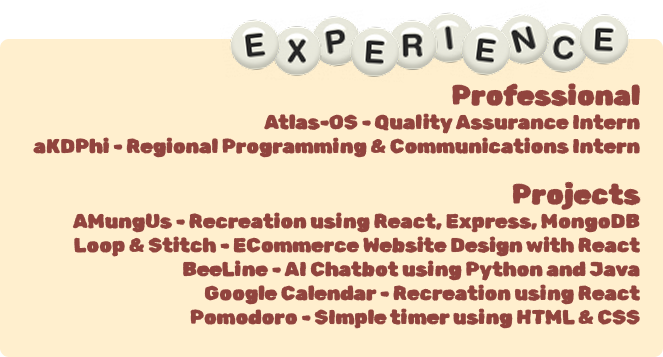 EXPERIENCE
Professional
Atlas-OS - Quality Assurance Intern
aKDPhi - Regional Programming & Communications Intern
Projects
AMungUs - Recreation using React, Express, MongoDB
Loop & Stitch - ECommerce Website Design with React
BeeLine - AI Chatbot using Python and Java
Google Calendar - Recreation using React
Pomodoro - SImple timer using HTML & CSS